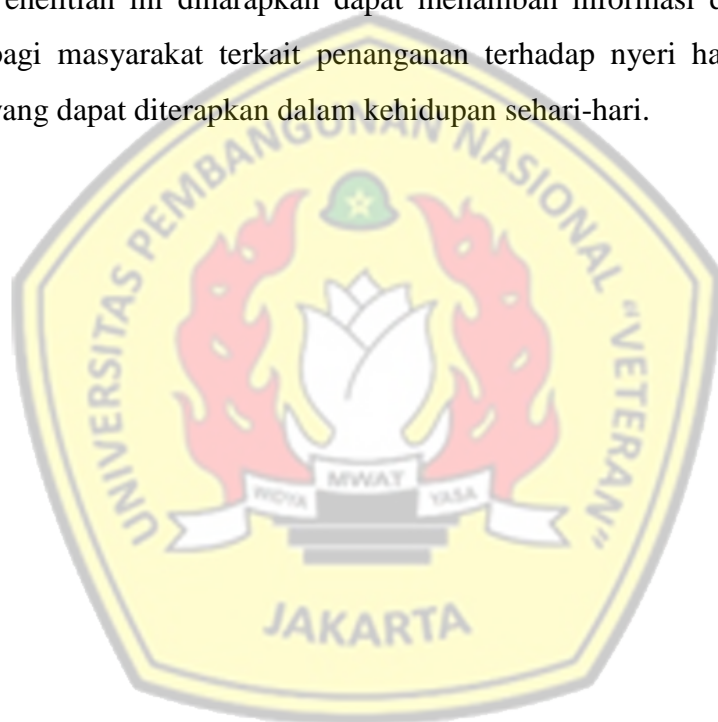 enelitian ini diharapkan dapat menambah informasi
bagi masyarakat terkait penanganan terhadap nyeri
yang dapat diterapkan dalam kehidupan sehari-hari.
UNIVERSITAS PEMBANGUNAN NASIONAL "VETERAN"
WIDYA MWAT YASA
JAKARTA